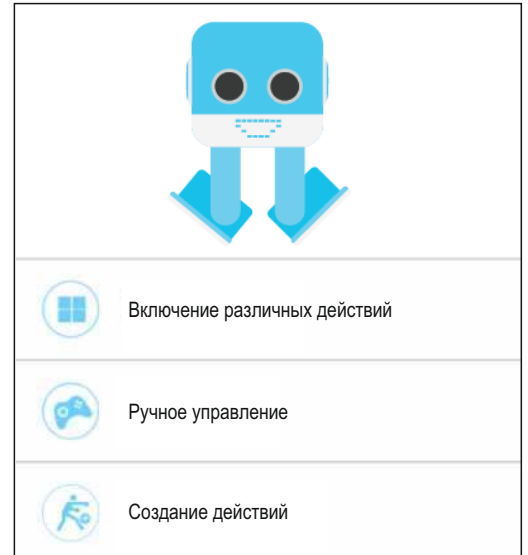 Включение различных действий
Ручное управление
Создание действий